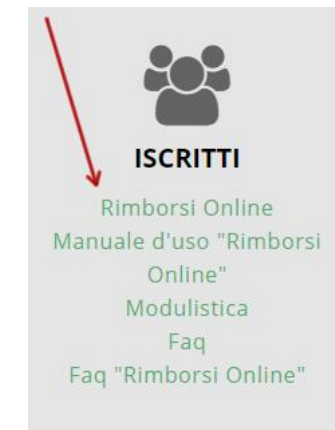 ISCRITTI
Rimborsi Online
Manuale d'uso "Rimborsi
Online"
Modulistica
Faq
Faq "Rimborsi Online"